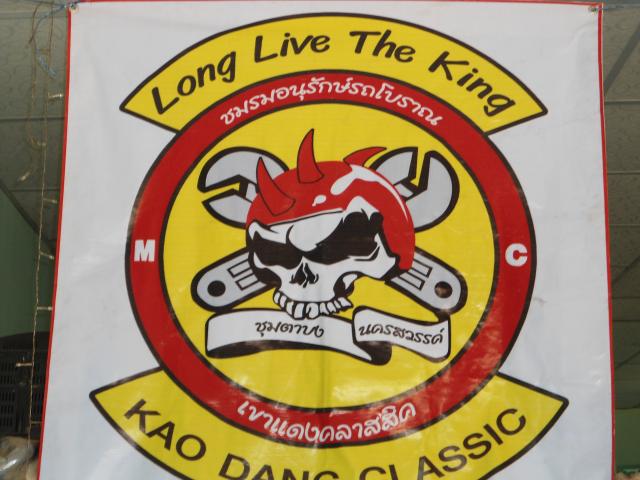 Long Live The King
ชมรมอนุรักษ์รถโบราณ
M C
ชุมตาบง นครสวรรค์
เขาแดงคลาสสิค
KAO DANG CLASSIC